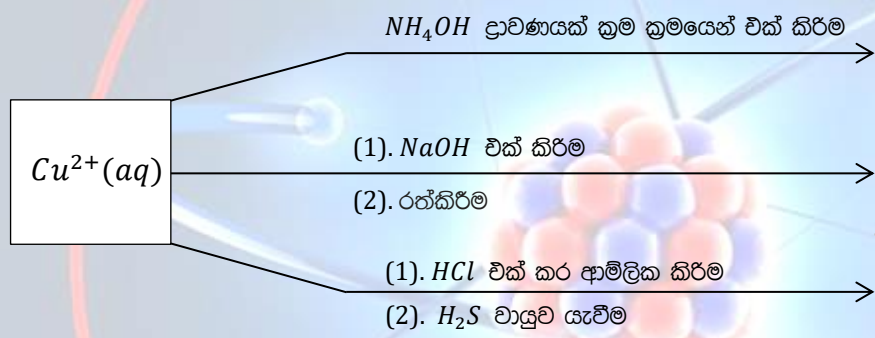 NH₄OH ද්‍රාවණයක් ක්‍රම ක්‍රමයෙන් එක් කිරිම
Cu²⁺(aq)
(1). NaOH එක් කිරිම
(2). රත්කිරීම
(1). HCl එක් කර ආම්ලික කිරිම
(2). H₂S වායුව යැවීම